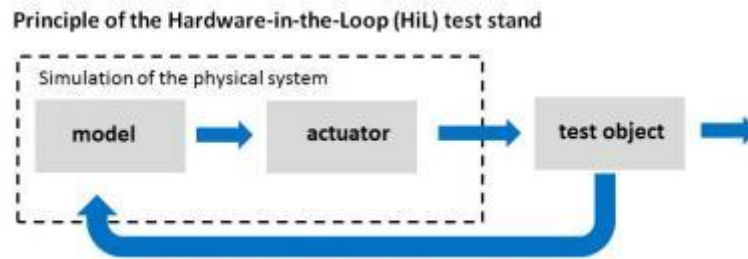 Principle of the Hardware-in-the-Loop (HiL) test stand
Simulation of the physical system
model
actuator
test object